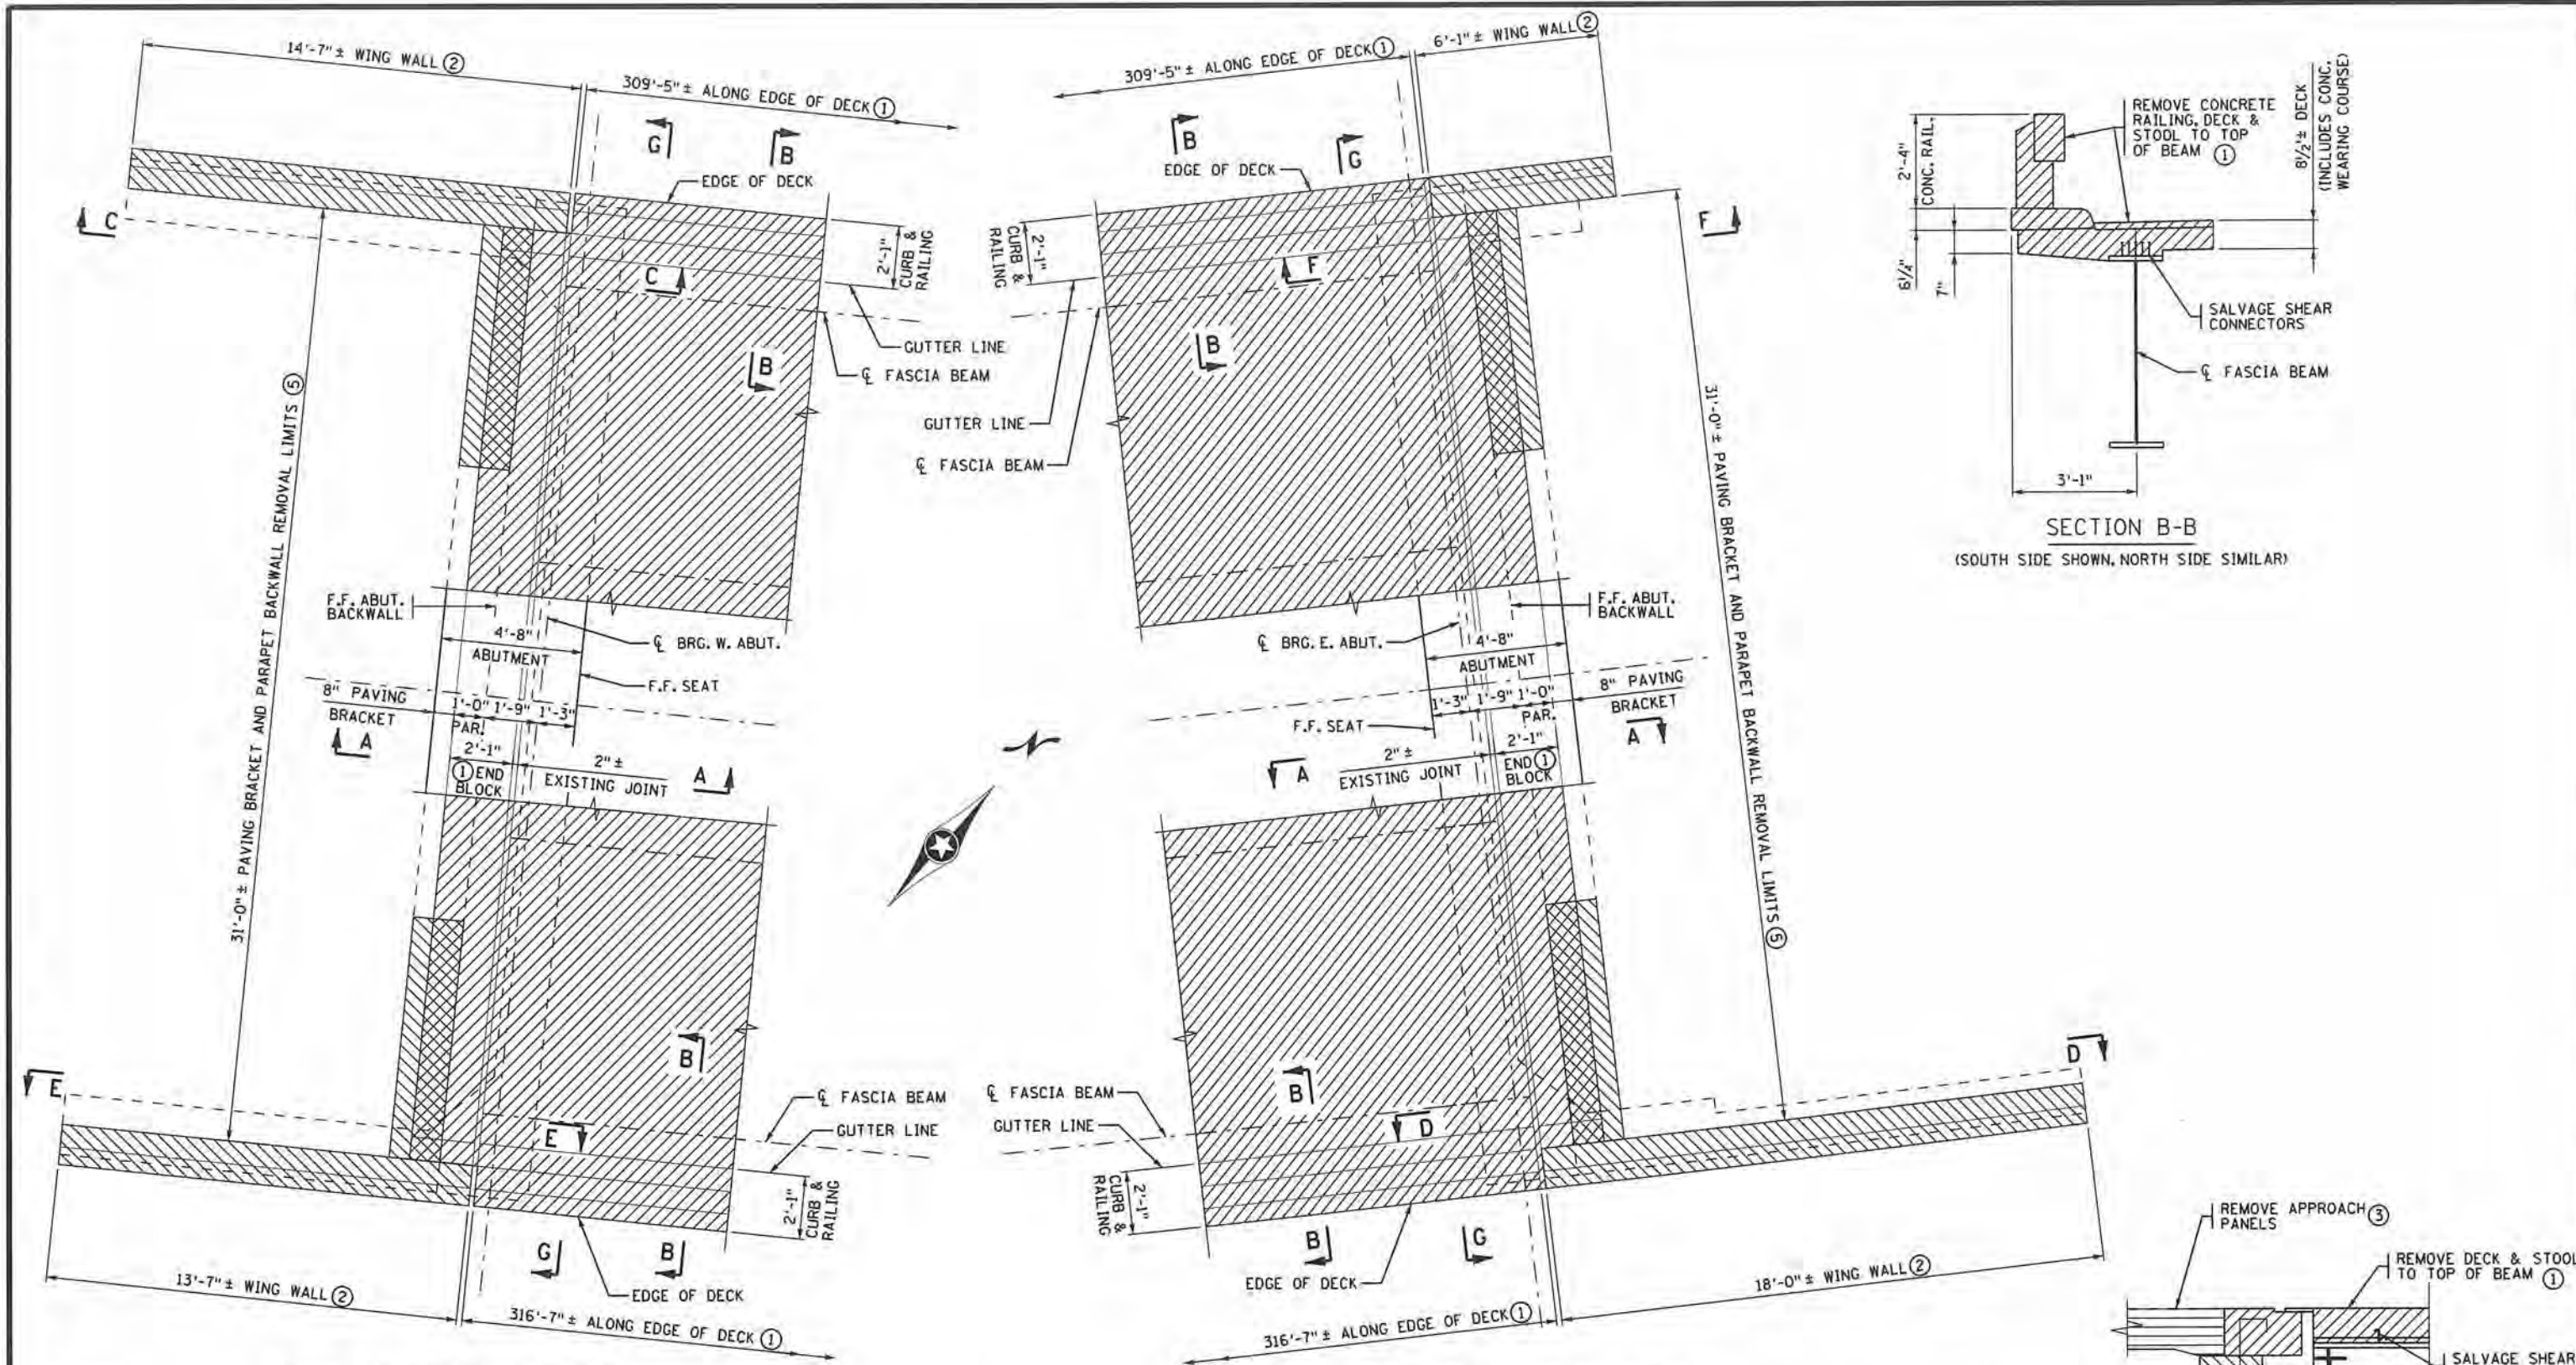 14'-7" ± WING WALL ②
309'-5" ± ALONG EDGE OF DECK ①
G
B
EDGE OF DECK
C
C
2'-1"
CURB &
RAILING
GUTTER LINE
℄ FASCIA BEAM
B
31'-0" ± PAVING BRACKET AND PARAPET BACKWALL REMOVAL LIMITS ⑤
F.F. ABUT.
BACKWALL
4'-8"
ABUTMENT
℄ BRG. W. ABUT.
F.F. SEAT
8" PAVING
BRACKET
1'-0" 1'-9" 1'-3"
PAR.
A
2'-1"
① END
BLOCK
2" ±
EXISTING JOINT
A
B
E
E
℄ FASCIA BEAM
GUTTER LINE
2'-1"
CURB &
RAILING
G
B
EDGE OF DECK
13'-7" ± WING WALL ②
316'-7" ± ALONG EDGE OF DECK ①
309'-5" ± ALONG EDGE OF DECK ①
6'-1" ± WING WALL ②
B
G
EDGE OF DECK
2'-1"
CURB &
RAILING
F
F
B
GUTTER LINE
℄ FASCIA BEAM
31'-0" ± PAVING BRACKET AND PARAPET BACKWALL REMOVAL LIMITS ⑤
F.F. ABUT.
BACKWALL
℄ BRG. E. ABUT.
4'-8"
ABUTMENT
1'-3" 1'-9" 1'-0"
PAR.
8" PAVING
BRACKET
F.F. SEAT
A
2'-1"
END ①
BLOCK
2" ±
EXISTING JOINT
A
N
B
D
D
℄ FASCIA BEAM
GUTTER LINE
2'-1"
CURB &
RAILING
B
G
EDGE OF DECK
18'-0" ± WING WALL ②
316'-7" ± ALONG EDGE OF DECK ①
REMOVE CONCRETE
RAILING, DECK &
STOOL TO TOP
OF BEAM ①
8½"± DECK
(INCLUDES CONC.
WEARING COURSE)
2'-4"
CONC. RAIL.
6¼"
7"
SALVAGE SHEAR
CONNECTORS
℄ FASCIA BEAM
3'-1"
SECTION B-B
(SOUTH SIDE SHOWN, NORTH SIDE SIMILAR)
REMOVE APPROACH ③
PANELS
REMOVE DECK & STOOL
TO TOP OF BEAM ①
SALVAGE SHEAR